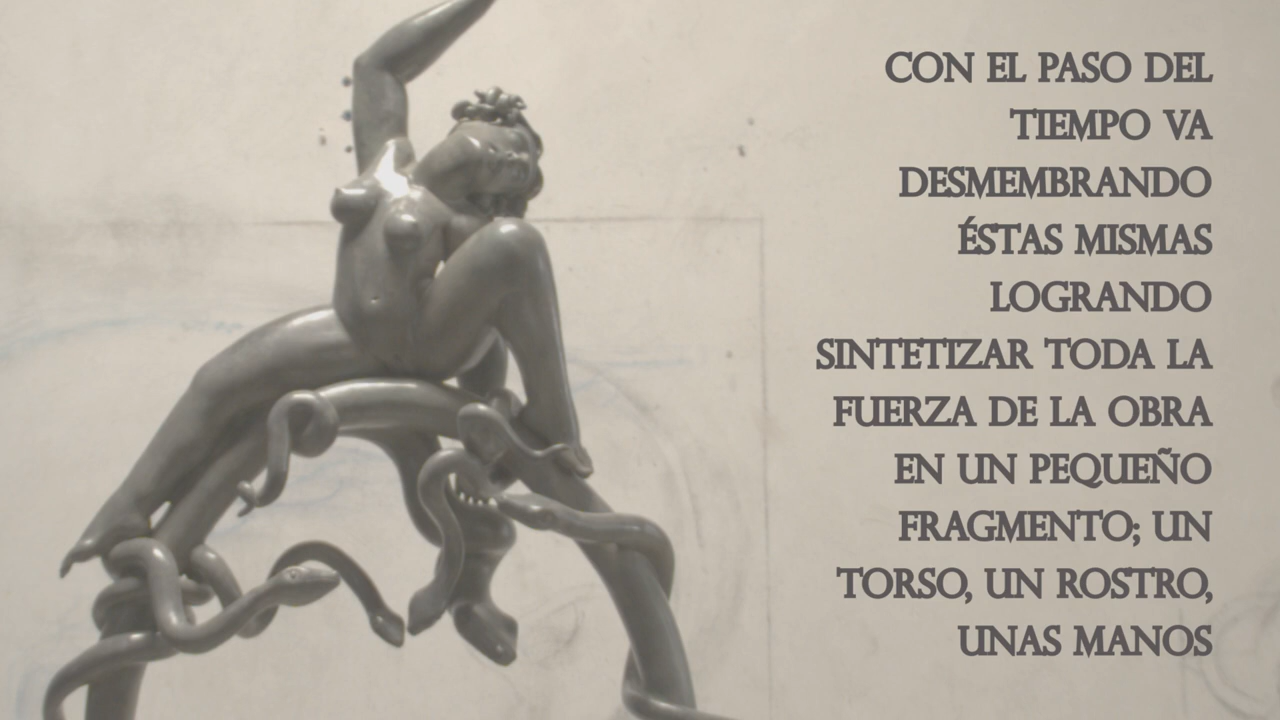 CON EL PASO DEL
TIEMPO VA
DESMEMBRANDO
ÉSTAS MISMAS
LOGRANDO
SINTETIZAR TODA LA
FUERZA DE LA OBRA
EN UN PEQUEÑO
FRAGMENTO; UN
TORSO, UN ROSTRO,
UNAS MANOS